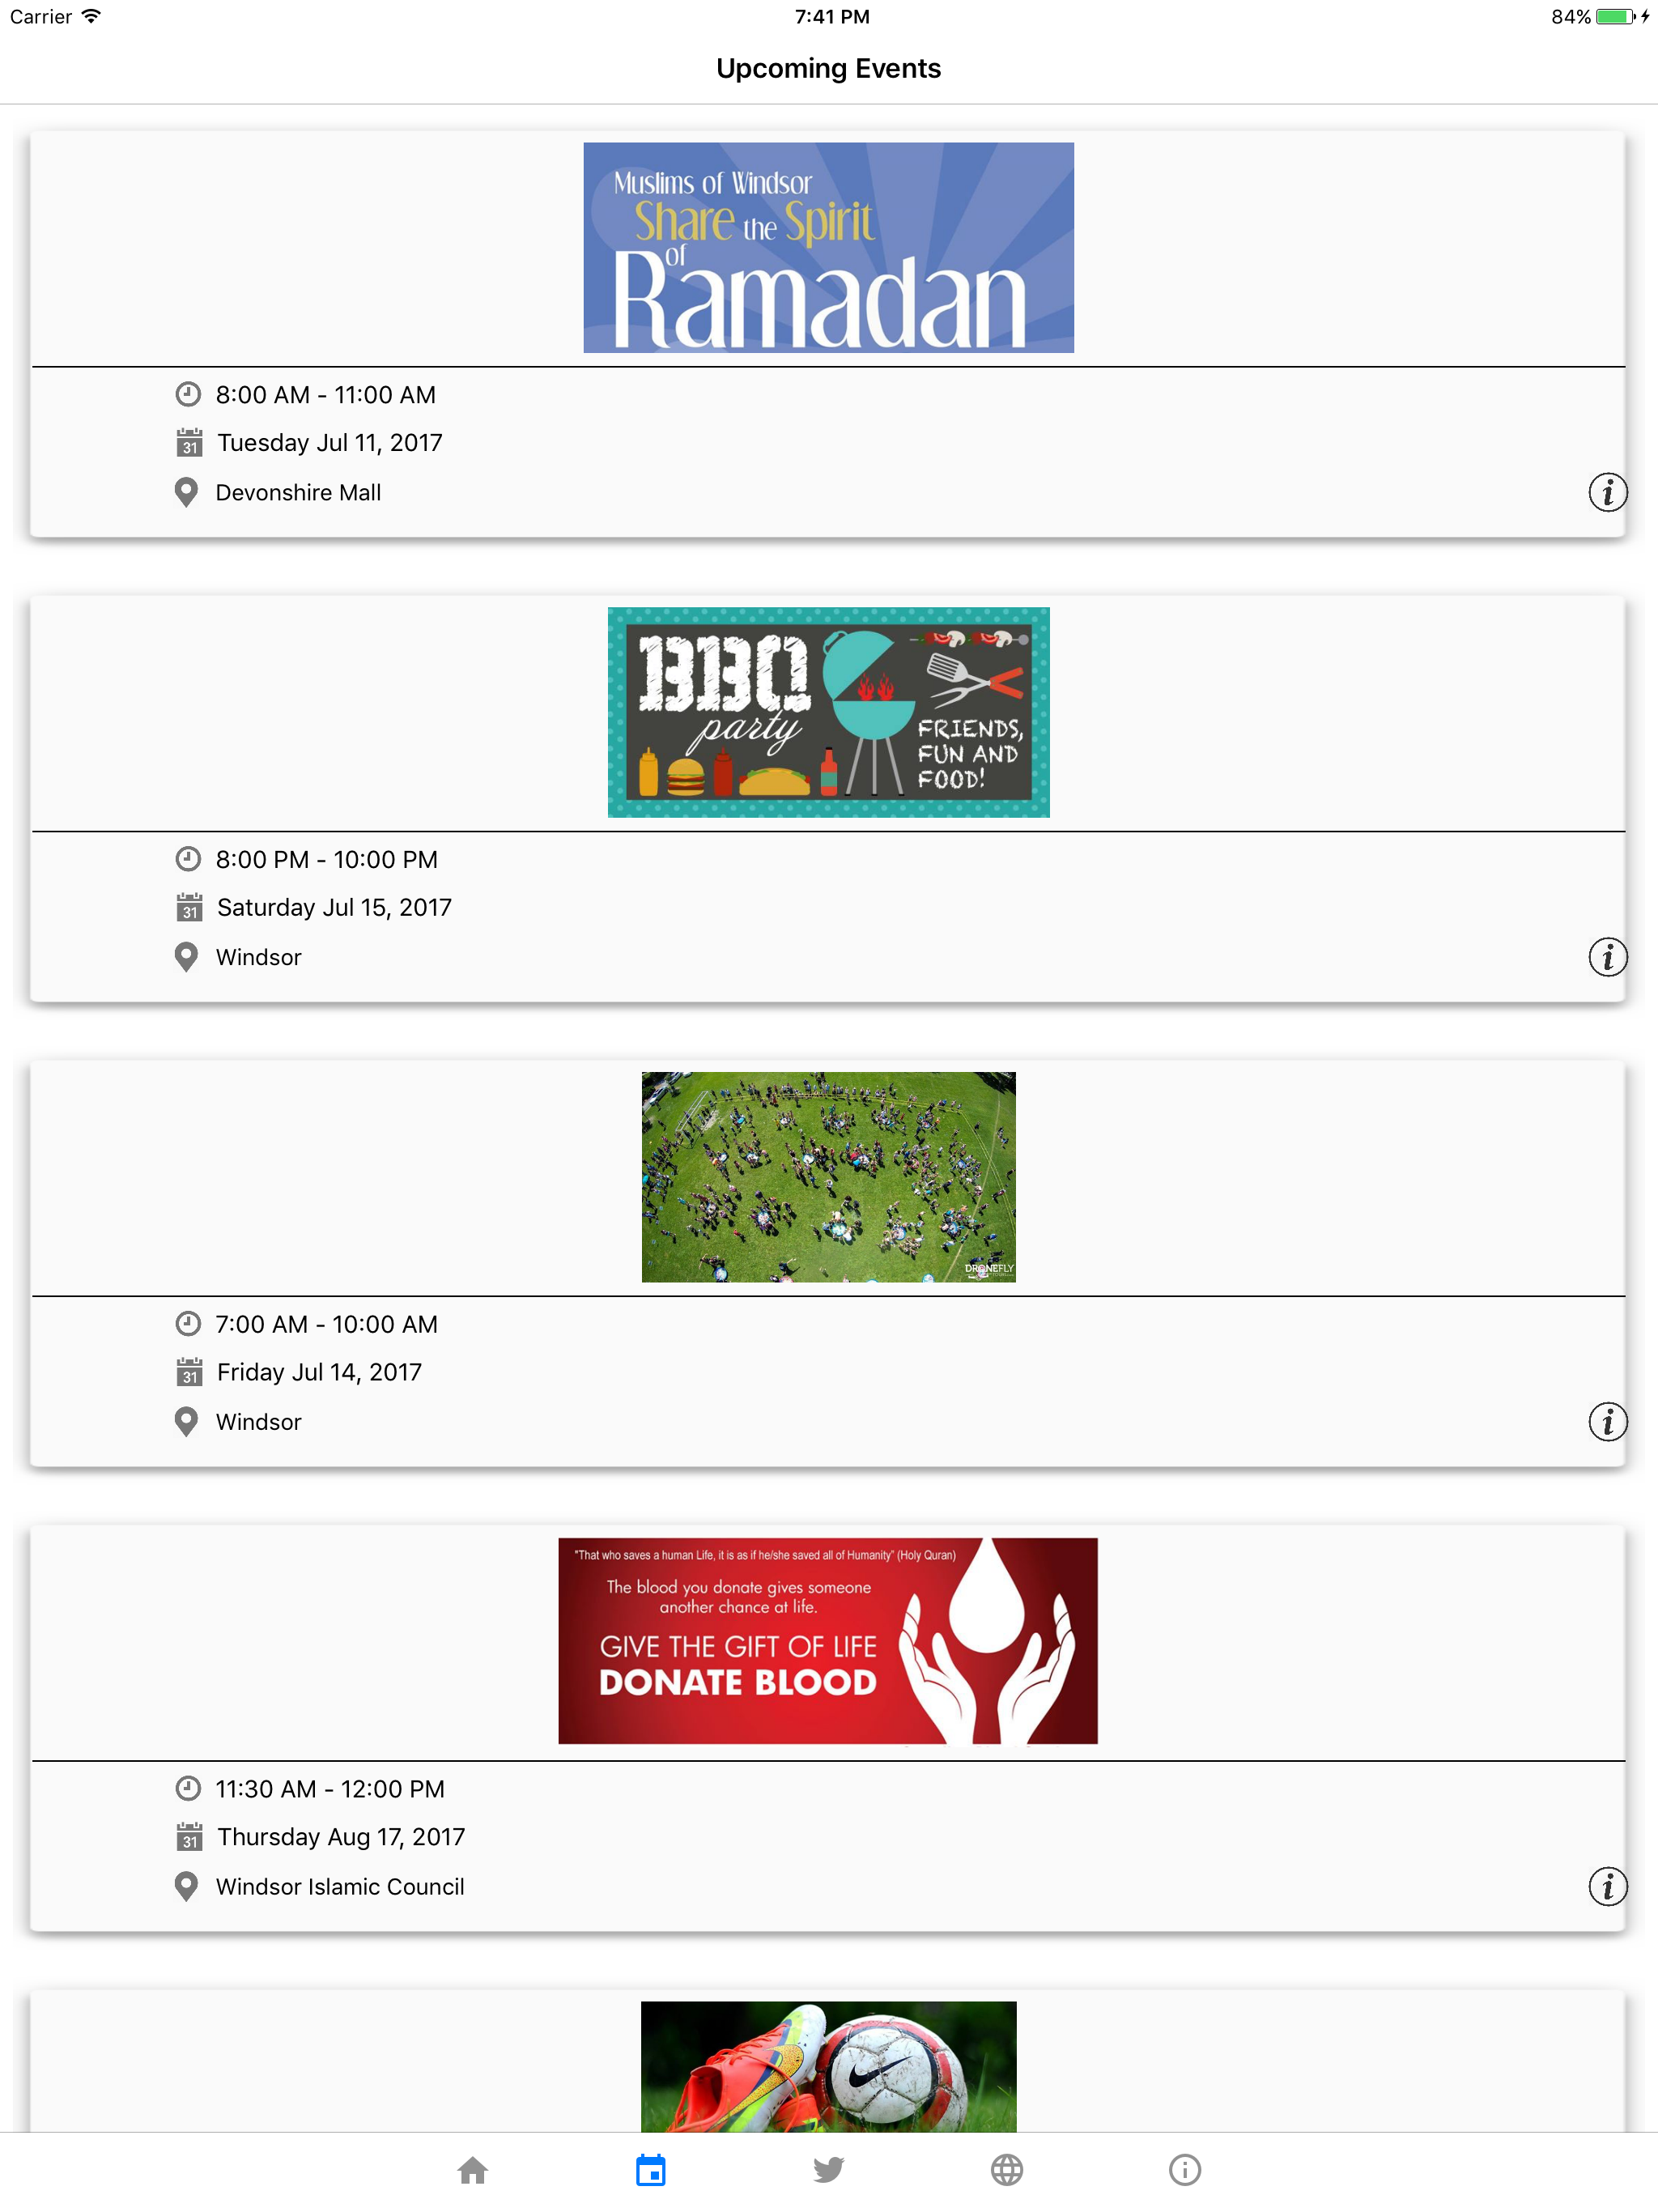 Carrier 7:41 PM 84%
Upcoming Events
Muslims of Windsor
Share the Spirit
of
Ramadan
8:00 AM - 11:00 AM
31 Tuesday Jul 11, 2017
Devonshire Mall
i
BBQ
party
FRIENDS,
FUN AND
FOOD!
8:00 PM - 10:00 PM
31 Saturday Jul 15, 2017
Windsor
i
DRONEFLY
7:00 AM - 10:00 AM
31 Friday Jul 14, 2017
Windsor
i
"That who saves a human Life, it is as if he/she saved all of Humanity" (Holy Quran)
The blood you donate gives someone
another chance at life.
GIVE THE GIFT OF LIFE
DONATE BLOOD
11:30 AM - 12:00 PM
31 Thursday Aug 17, 2017
Windsor Islamic Council
i